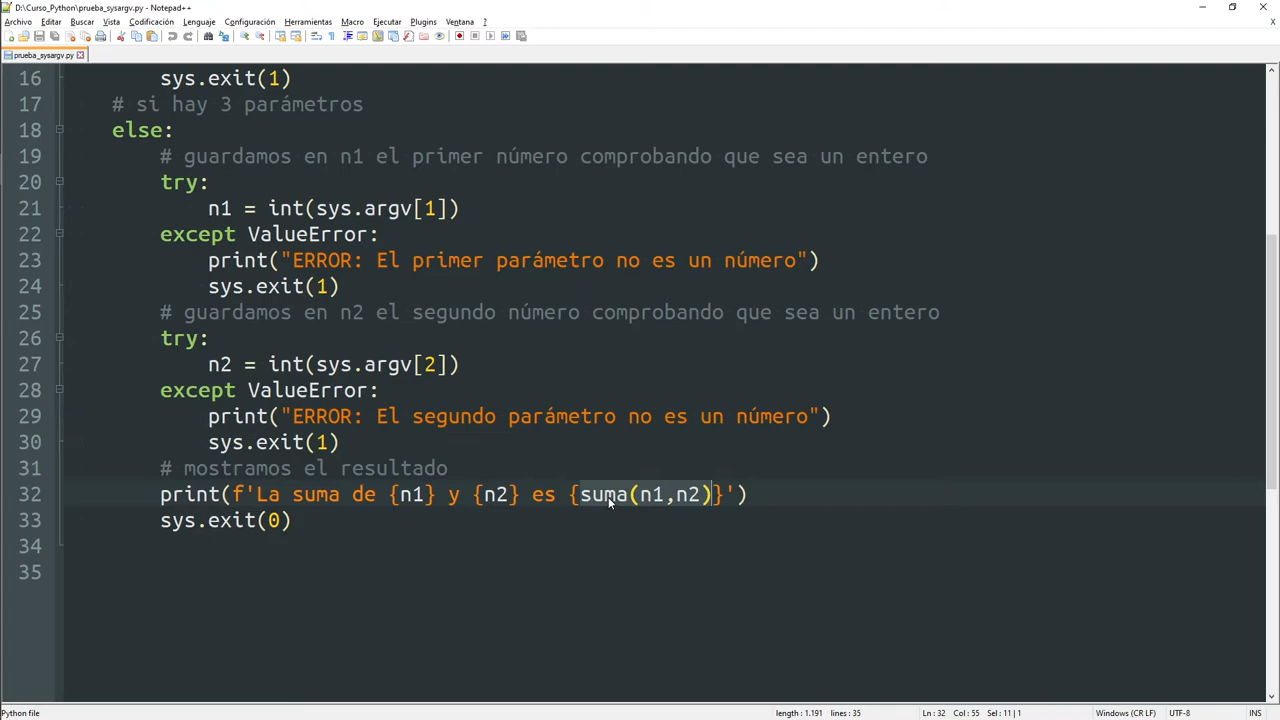 D:\Curso_Python\prueba_sysargv.py - Notepad++
Archivo Editar Buscar Vista Codificación Lenguaje Configuración Herramientas Macro Ejecutar Plugins Ventana ? X
prueba_sysargv.py
16 sys.exit(1)
17 # si hay 3 parámetros
18 else:
19 # guardamos en n1 el primer número comprobando que sea un entero
20 try:
21 n1 = int(sys.argv[1])
22 except ValueError:
23 print("ERROR: El primer parámetro no es un número")
24 sys.exit(1)
25 # guardamos en n2 el segundo número comprobando que sea un entero
26 try:
27 n2 = int(sys.argv[2])
28 except ValueError:
29 print("ERROR: El segundo parámetro no es un número")
30 sys.exit(1)
31 # mostramos el resultado
32 print(f'La suma de {n1} y {n2} es {suma(n1,n2)}')
33 sys.exit(0)
34
35
Python file length : 1.191 lines : 35 Ln : 32 Col : 55 Sel : 11 | 1 Windows (CR LF) UTF-8 INS